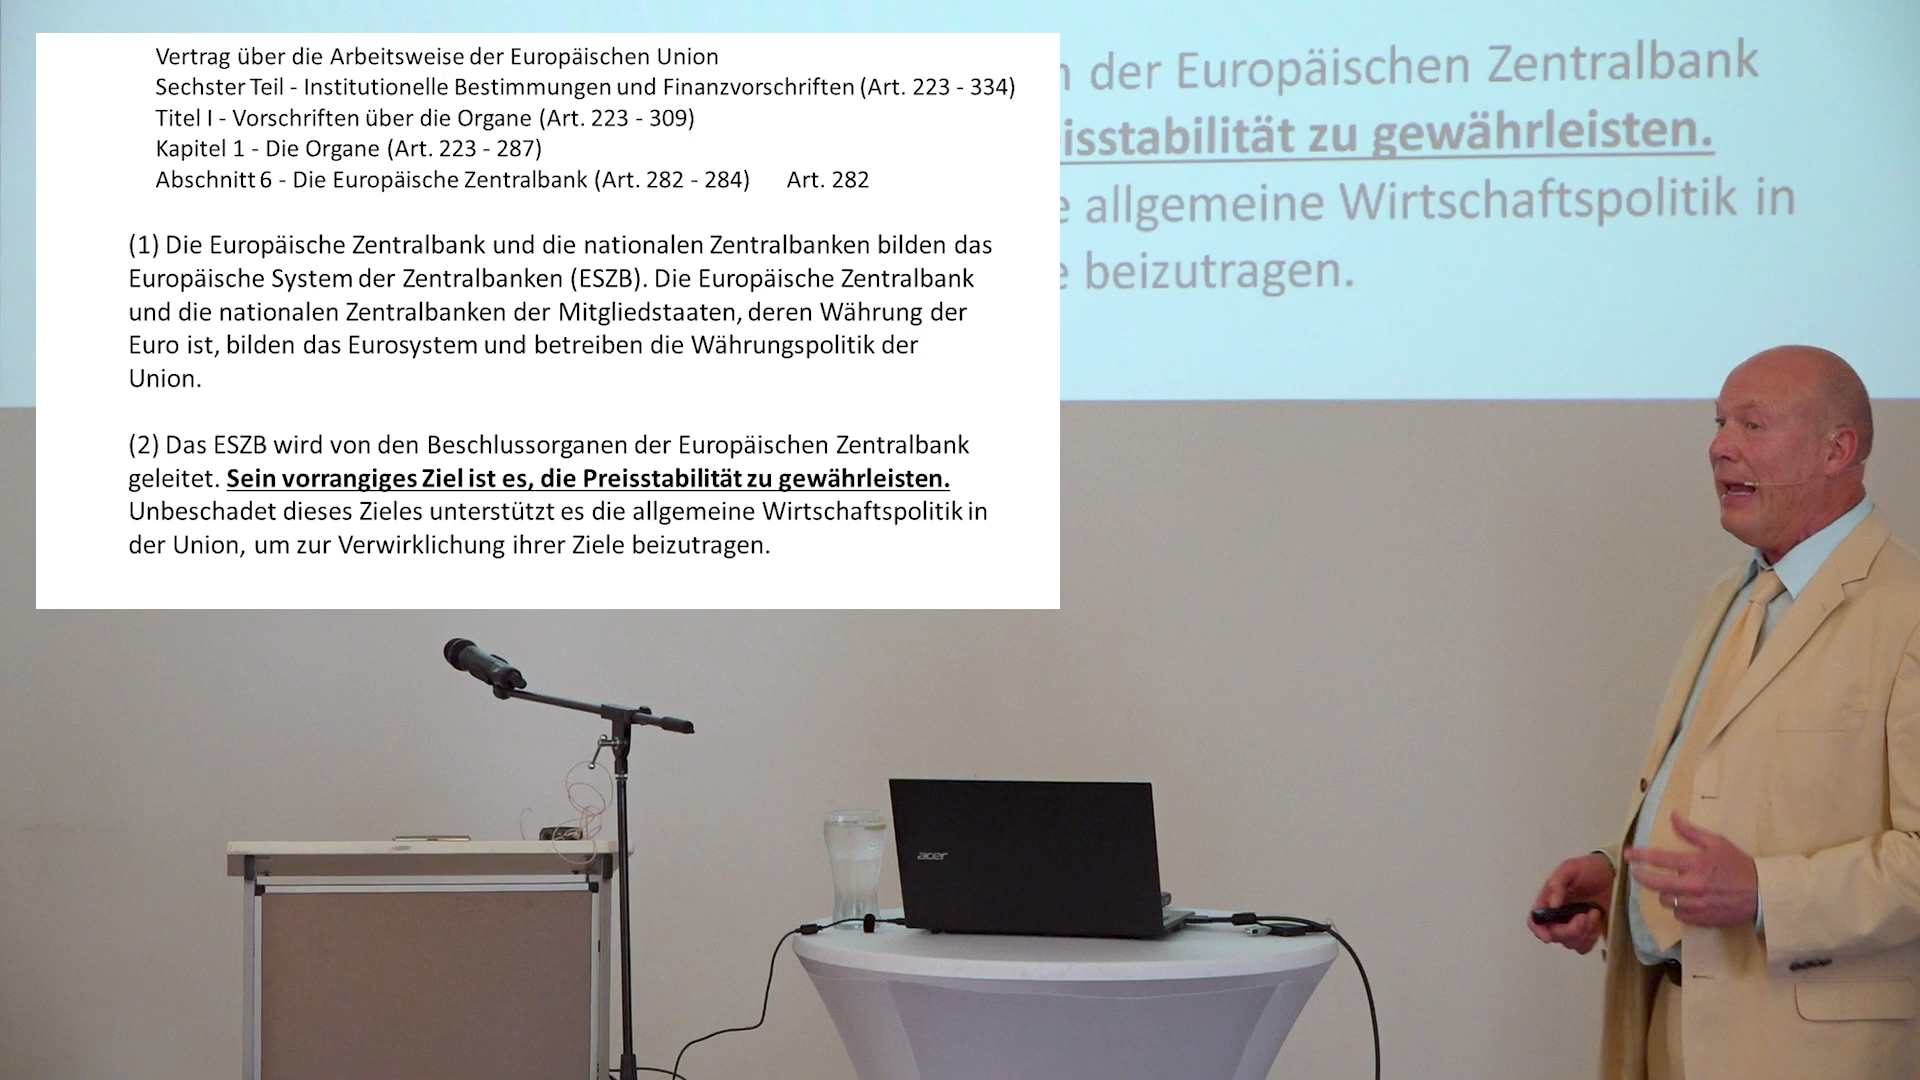 Vertrag über die Arbeitsweise der Europäischen Union
Sechster Teil - Institutionelle Bestimmungen und Finanzvorschriften (Art. 223 - 334)
Titel I - Vorschriften über die Organe (Art. 223 - 309)
Kapitel 1 - Die Organe (Art. 223 - 287)
Abschnitt 6 - Die Europäische Zentralbank (Art. 282 - 284) Art. 282
(1) Die Europäische Zentralbank und die nationalen Zentralbanken bilden das
Europäische System der Zentralbanken (ESZB). Die Europäische Zentralbank
und die nationalen Zentralbanken der Mitgliedstaaten, deren Währung der
Euro ist, bilden das Eurosystem und betreiben die Währungspolitik der
Union.
(2) Das ESZB wird von den Beschlussorganen der Europäischen Zentralbank
geleitet. Sein vorrangiges Ziel ist es, die Preisstabilität zu gewährleisten.
Unbeschadet dieses Zieles unterstützt es die allgemeine Wirtschaftspolitik in
der Union, um zur Verwirklichung ihrer Ziele beizutragen.
der Europäischen Zentralbank
isstabilität zu gewährleisten.
allgemeine Wirtschaftspolitik in
beizutragen.
acer